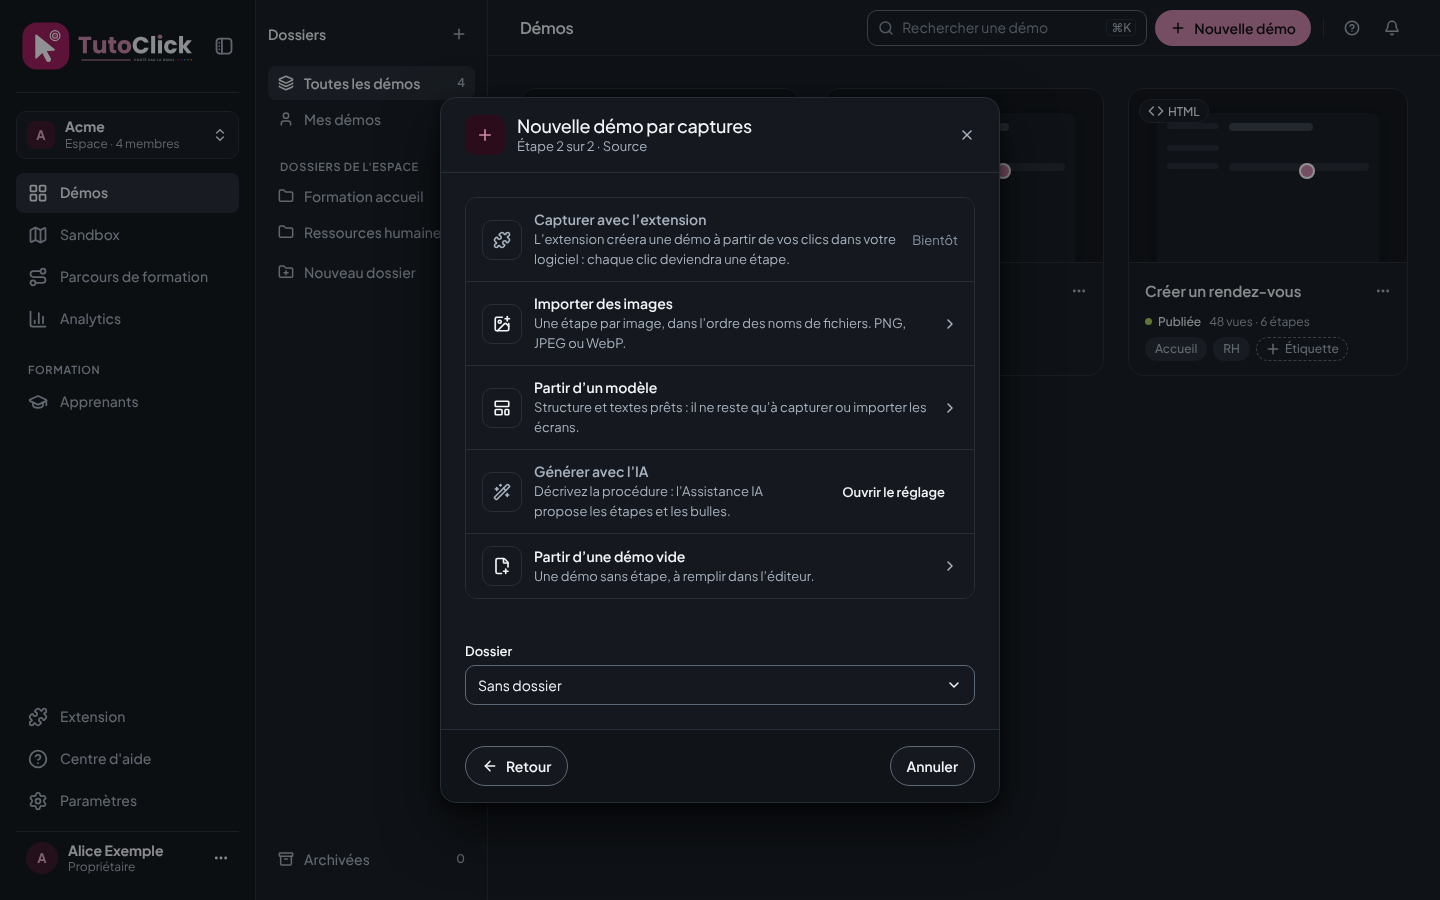 TutoClick
Acme
Espace · 4 membres
Démos
Sandbox
Parcours de formation
Analytics
FORMATION
Apprenants
Extension
Centre d'aide
Paramètres
A
Alice Exemple
Propriétaire
Dossiers
Toutes les démos 4
Mes démos
DOSSIERS DE L'ESPACE
Formation accueil
Ressources humaine
Nouveau dossier
Archivées 0
Démos
Rechercher une démo ⌘K
Nouvelle démo
HTML
Créer un rendez-vous
Publiée 48 vues · 6 étapes
Accueil RH + Étiquette
Nouvelle démo par captures
Étape 2 sur 2 · Source
Capturer avec l’extension
L’extension créera une démo à partir de vos clics dans votre
logiciel : chaque clic deviendra une étape.
Bientôt
Importer des images
Une étape par image, dans l’ordre des noms de fichiers. PNG,
JPEG ou WebP.
Partir d’un modèle
Structure et textes prêts : il ne reste qu’à capturer ou importer les
écrans.
Générer avec l’IA
Décrivez la procédure : l’Assistance IA
propose les étapes et les bulles.
Ouvrir le réglage
Partir d’une démo vide
Une démo sans étape, à remplir dans l’éditeur.
Dossier
Sans dossier
Retour
Annuler